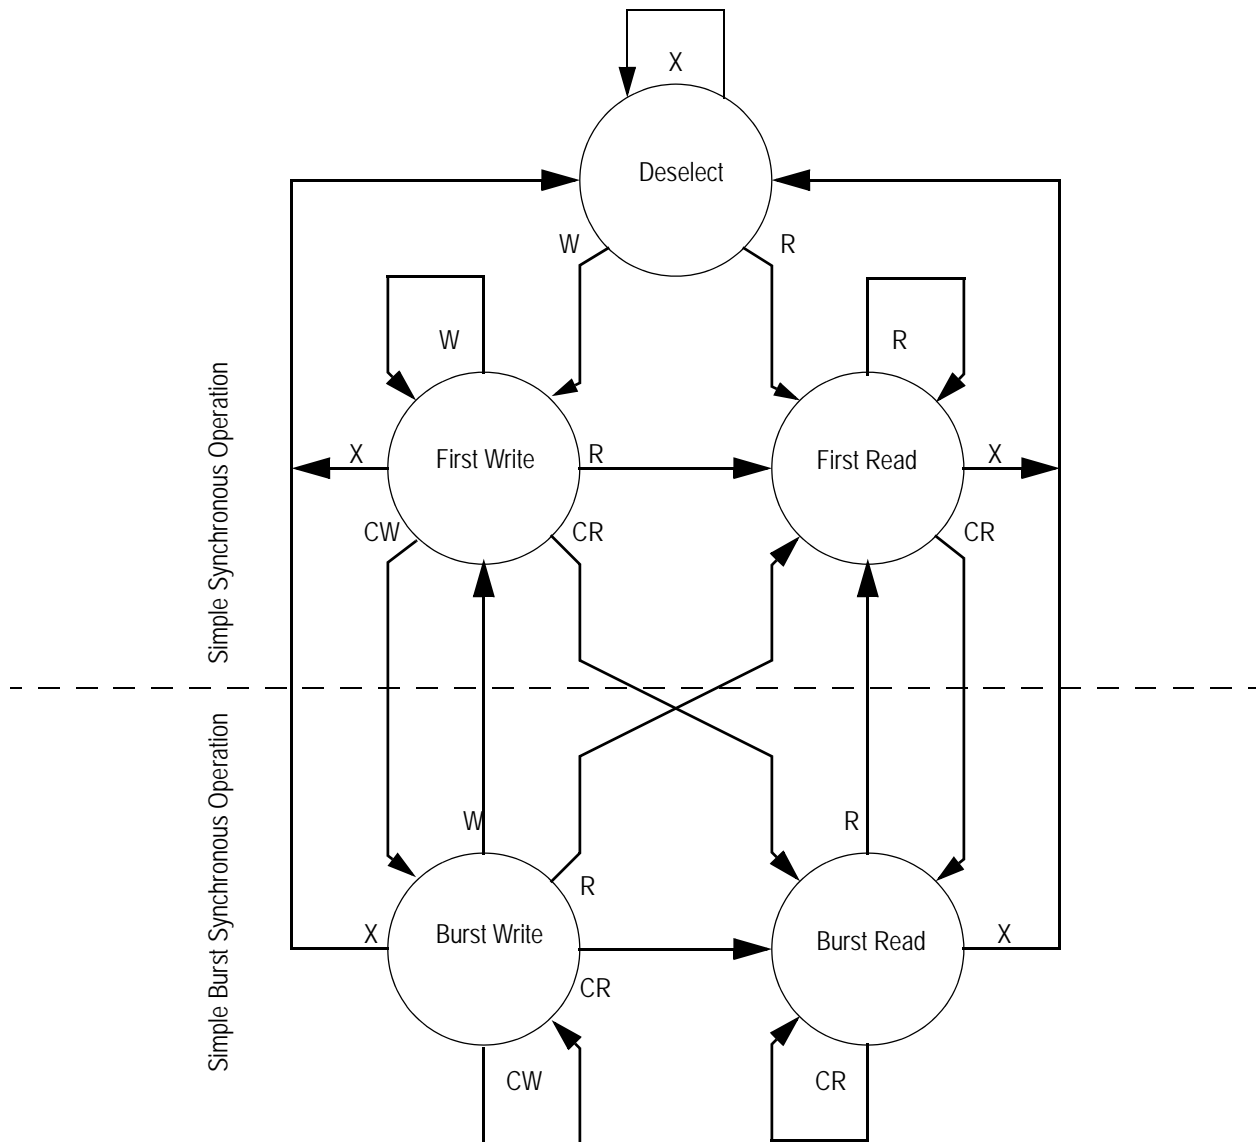 X
Deselect
W
R
W
R
Simple Synchronous Operation
X
First Write
R
First Read
X
CW
CR
CR
Simple Burst Synchronous Operation
W
R
R
X
Burst Write
Burst Read
X
CR
CW
CR